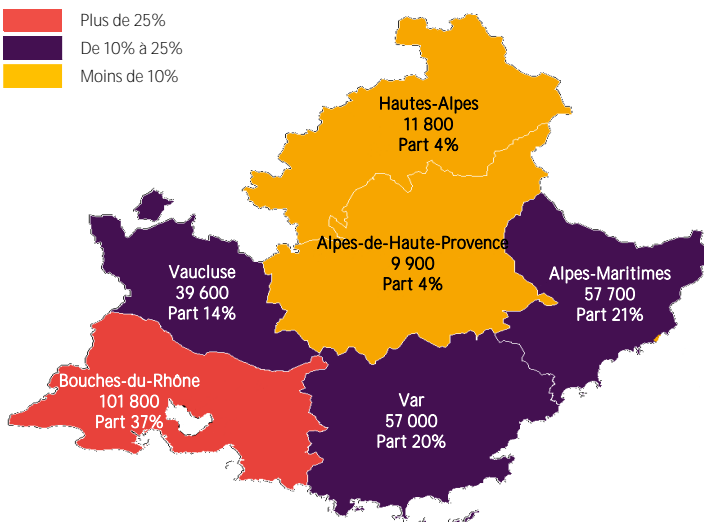 Plus de 25%
De 10% à 25%
Moins de 10%
Hautes-Alpes
11 800
Part 4%
Alpes-de-Haute-Provence
9 900
Part 4%
Vaucluse
39 600
Part 14%
Alpes-Maritimes
57 700
Part 21%
Bouches-du-Rhône
101 800
Part 37%
Var
57 000
Part 20%